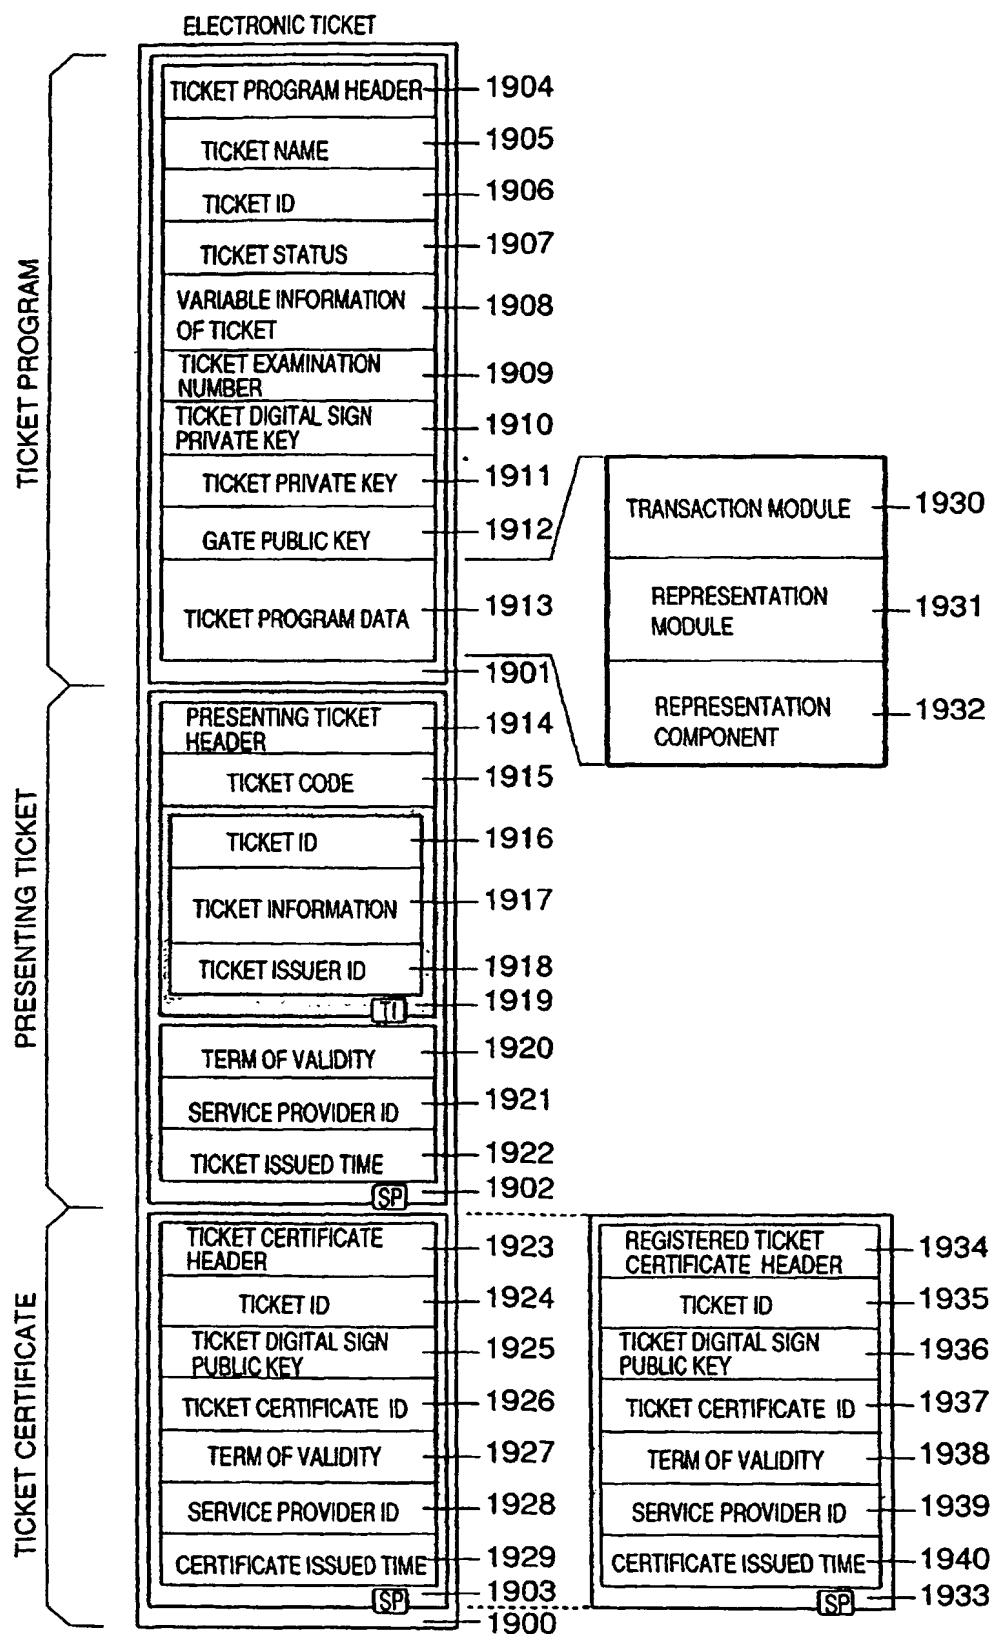 ELECTRONIC TICKET
TICKET PROGRAM
TICKET PROGRAM HEADER 1904
TICKET NAME 1905
TICKET ID 1906
TICKET STATUS 1907
VARIABLE INFORMATION
OF TICKET 1908
TICKET EXAMINATION
NUMBER 1909
TICKET DIGITAL SIGN
PRIVATE KEY 1910
TICKET PRIVATE KEY 1911
GATE PUBLIC KEY 1912
TICKET PROGRAM DATA 1913
1901
TRANSACTION MODULE 1930
REPRESENTATION
MODULE 1931
REPRESENTATION
COMPONENT 1932
PRESENTING TICKET
PRESENTING TICKET
HEADER 1914
TICKET CODE 1915
TICKET ID 1916
TICKET INFORMATION 1917
TICKET ISSUER ID 1918
TI 1919
TERM OF VALIDITY 1920
SERVICE PROVIDER ID 1921
TICKET ISSUED TIME 1922
SP 1902
TICKET CERTIFICATE
TICKET CERTIFICATE
HEADER 1923
TICKET ID 1924
TICKET DIGITAL SIGN
PUBLIC KEY 1925
TICKET CERTIFICATE ID 1926
TERM OF VALIDITY 1927
SERVICE PROVIDER ID 1928
CERTIFICATE ISSUED TIME 1929
SP 1903
1900
REGISTERED TICKET
CERTIFICATE HEADER 1934
TICKET ID 1935
TICKET DIGITAL SIGN
PUBLIC KEY 1936
TICKET CERTIFICATE ID 1937
TERM OF VALIDITY 1938
SERVICE PROVIDER ID 1939
CERTIFICATE ISSUED TIME 1940
SP 1933